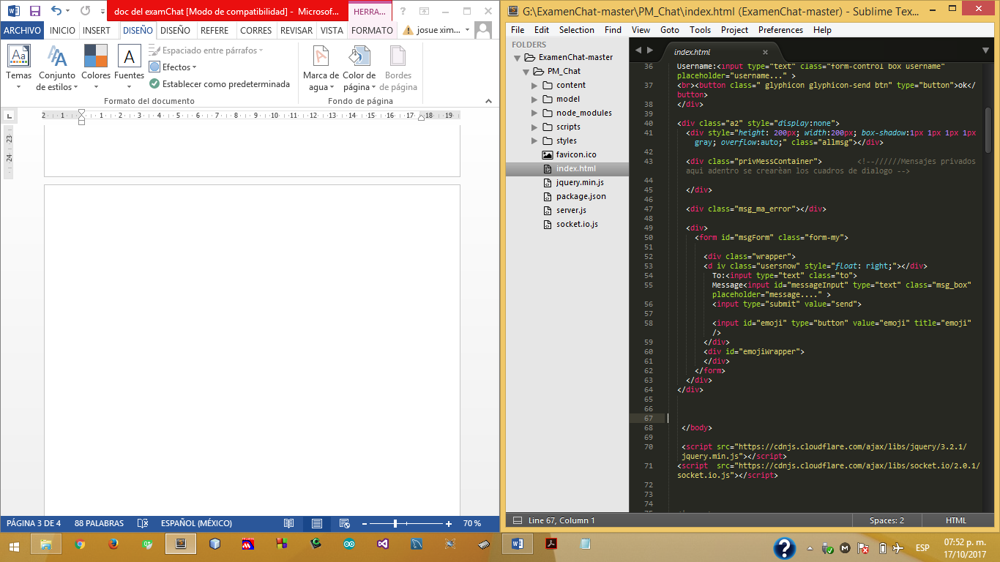 doc del examChat [Modo de compatibilidad] - Microsof...
HERRA...
?
ARCHIVO INICIO INSERT DISEÑO DISEÑO REFERE CORRES REVISAR VISTA FORMATO josue xim...
Temas
Conjunto de estilos
Colores
Fuentes
Espaciado entre párrafos
Efectos
Establecer como predeterminada
Formato del documento
Marca de agua
Color de página
Bordes de página
Fondo de página
2 1 1 2 3 4 5 6 7 8 9 10 11 12 13 14 15 16 17 18 19
23
24
PÁGINA 3 DE 4 88 PALABRAS ESPAÑOL (MÉXICO) 70 %
G:\ExamenChat-master\PM_Chat\index.html (ExamenChat-master) - Sublime Tex...
File Edit Selection Find View Goto Tools Project Preferences Help
FOLDERS
ExamenChat-master
PM_Chat
content
model
node_modules
scripts
styles
favicon.ico
index.html
jquery.min.js
package.json
server.js
socket.io.js
index.html
36 Username:<input type="text" class="form-control box username"
placeholder="username..." >
37 <br><button class=" glyphicon glyphicon-send btn" type="button">ok</
button>
38 </div>
39
40 <div class="a2" style="display:none">
41 <div style="height: 200px; width:200px; box-shadow:1px 1px 1px 1px
gray; overflow:auto;" class="allmsg"></div>
42
43 <div class="privMessContainer"> <!--//////Mensajes privados
aqui adentro se crearèan los cuadros de dialogo -->
44
45 </div>
46
47 <div class="msg_ma_error"></div>
48
49 <div>
50 <form id="msgForm" class="form-my">
51
52 <div class="wrapper">
53 <d iv class="usersnow" style="float: right;"></div>
54 To:<input type="text" class="to">
55 Message<input id="messageInput" type="text" class="msg_box"
placeholder="message...." >
56 <input type="submit" value="send">
57
58 <input id="emoji" type="button" value="emoji" title="emoji"
/>
59 </div>
60 <div id="emojiWrapper">
61 </div>
62 </form>
63 </div>
64 </div>
65
66
67
68 </body>
69
70 <script src="https://cdnjs.cloudflare.com/ajax/libs/jquery/3.2.1/
jquery.min.js"></script>
71 <script src="https://cdnjs.cloudflare.com/ajax/libs/socket.io/2.0.1/
socket.io.js"></script>
72
73
74
Line 67, Column 1 Spaces: 2 HTML
ESP
07:52 p. m.
17/10/2017